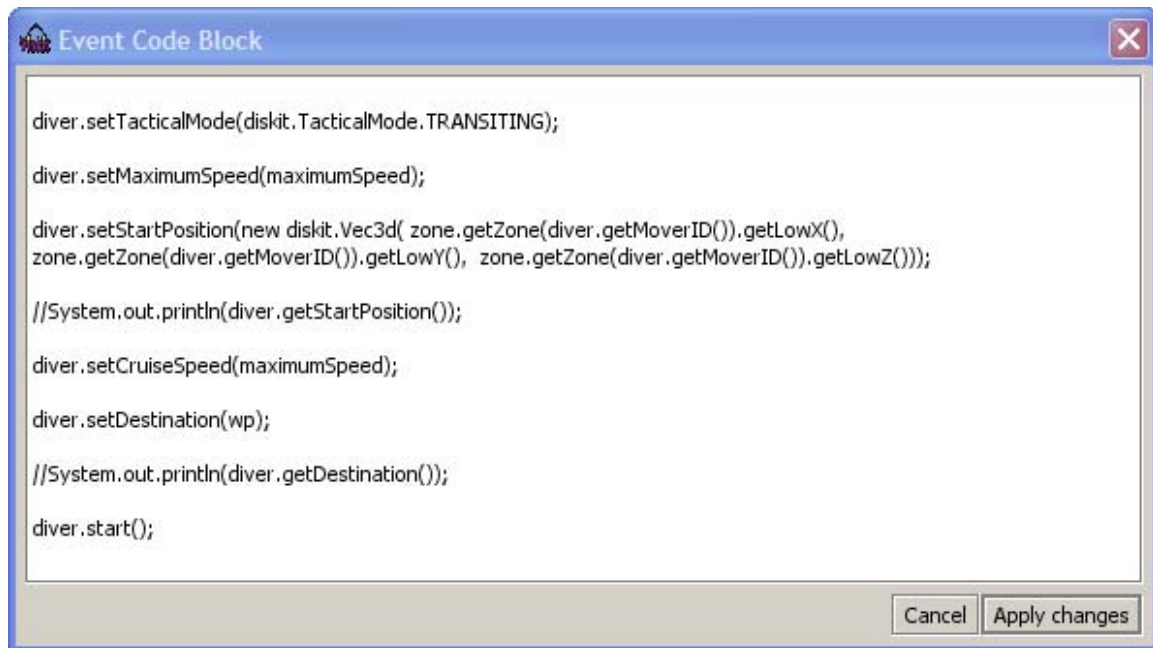 Event Code Block
diver.setTacticalMode(diskit.TacticalMode.TRANSITING);
diver.setMaximumSpeed(maximumSpeed);
diver.setStartPosition(new diskit.Vec3d( zone.getZone(diver.getMoverID()).getLowX(),
zone.getZone(diver.getMoverID()).getLowY(),  zone.getZone(diver.getMoverID()).getLowZ()));
//System.out.println(diver.getStartPosition());
diver.setCruiseSpeed(maximumSpeed);
diver.setDestination(wp);
//System.out.println(diver.getDestination());
diver.start();
Cancel Apply changes